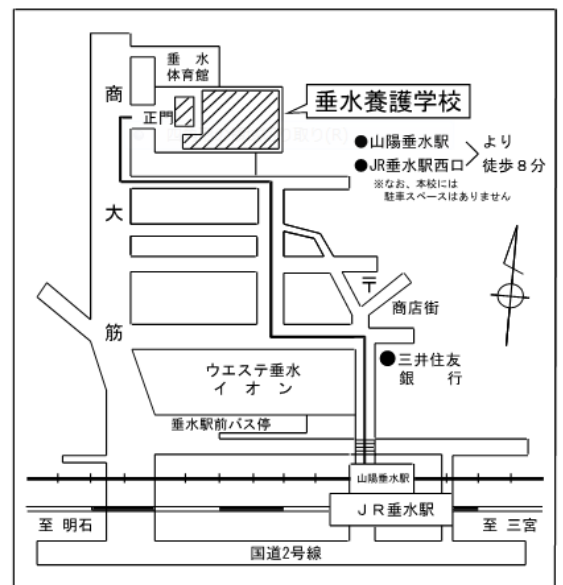 垂水
体育館
商大筋
正門
垂水養護学校
●山陽垂水駅
●JR垂水駅西口
より
徒歩8分
※なお、本校には
駐車スペースはありません
〒
商店街
三井住友
銀行
ウエステ垂水
イオン
垂水駅前バス停
山陽垂水駅
JR垂水駅
至 明石
至 三宮
国道2号線